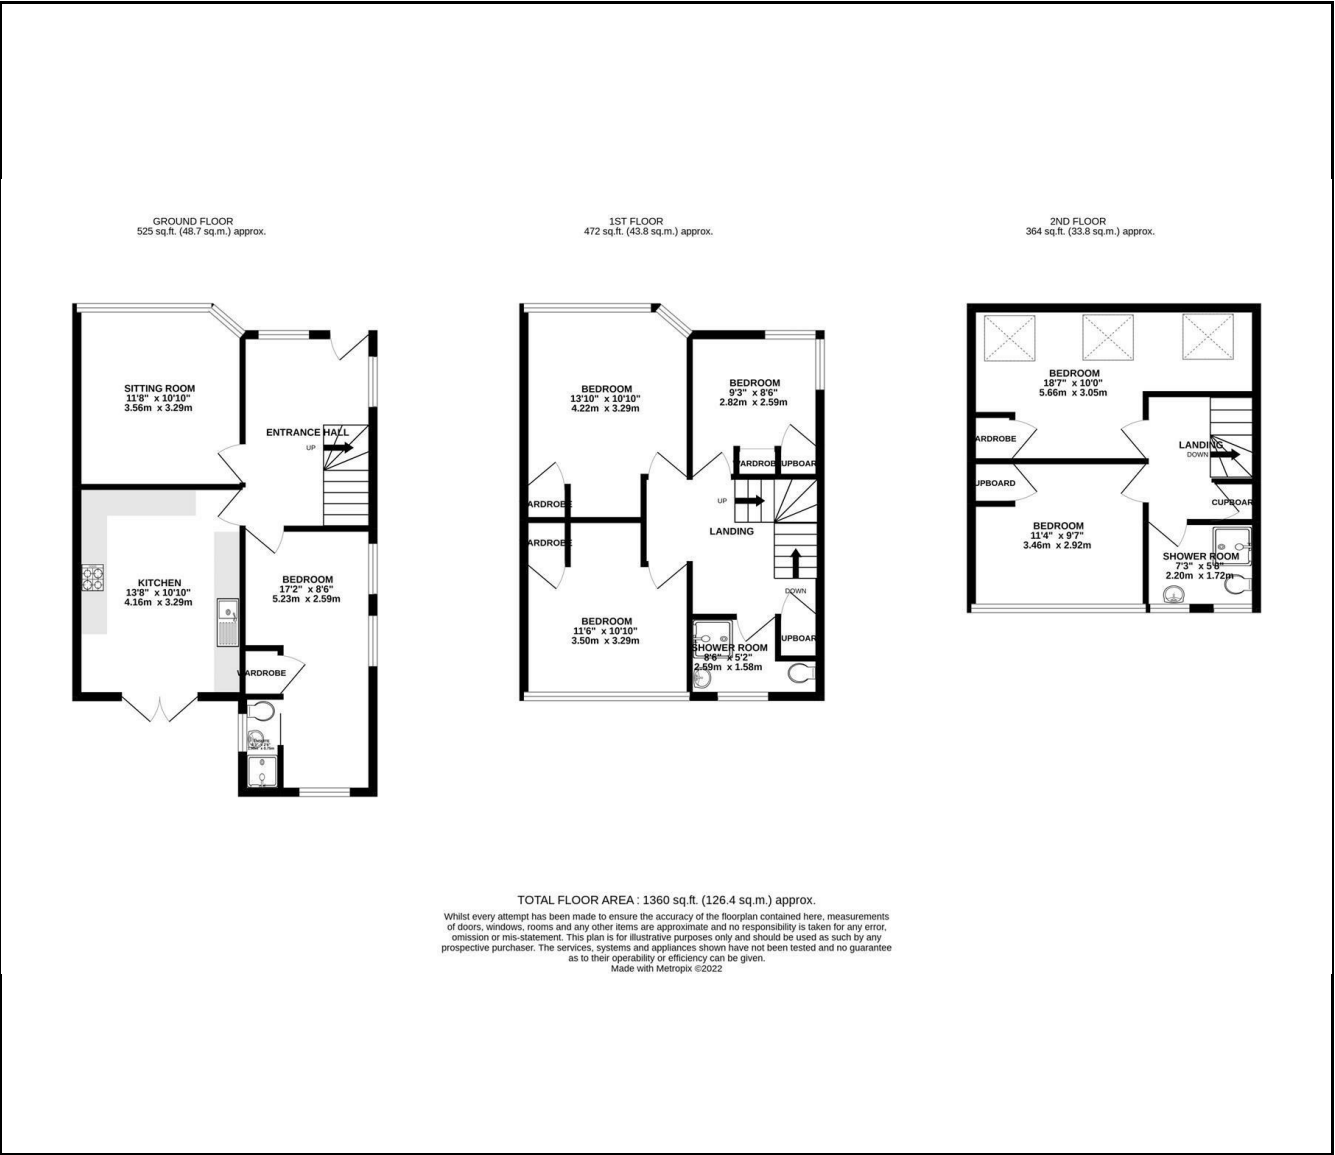 GROUND FLOOR
525 sq.ft. (48.7 sq.m.) approx.
1ST FLOOR
472 sq.ft. (43.8 sq.m.) approx.
2ND FLOOR
364 sq.ft. (33.8 sq.m.) approx.
SITTING ROOM
11'8" x 10'10"
3.56m x 3.29m
ENTRANCE HALL
UP
KITCHEN
13'8" x 10'10"
4.16m x 3.29m
BEDROOM
17'2" x 8'6"
5.23m x 2.59m
WARDROBE
BEDROOM
13'10" x 10'10"
4.22m x 3.29m
BEDROOM
9'3" x 8'6"
2.82m x 2.59m
WARDROBE
UPBOAR
ARDROBE
UP
LANDING
ARDROBE
DOWN
BEDROOM
11'6" x 10'10"
3.50m x 3.29m
UPBOAR
SHOWER ROOM
8'6" x 5'2"
2.59m x 1.58m
BEDROOM
18'7" x 10'0"
5.66m x 3.05m
ARDROBE
LANDING
DOWN
UPBOARD
CUPBOAR
BEDROOM
11'4" x 9'7"
3.46m x 2.92m
SHOWER ROOM
7'3" x 5'8"
2.20m x 1.72m
TOTAL FLOOR AREA : 1360 sq.ft. (126.4 sq.m.) approx.
Whilst every attempt has been made to ensure the accuracy of the floorplan contained here, measurements
of doors, windows, rooms and any other items are approximate and no responsibility is taken for any error,
omission or mis-statement. This plan is for illustrative purposes only and should be used as such by any
prospective purchaser. The services, systems and appliances shown have not been tested and no guarantee
as to their operability or efficiency can be given.
Made with Metropix ©2022